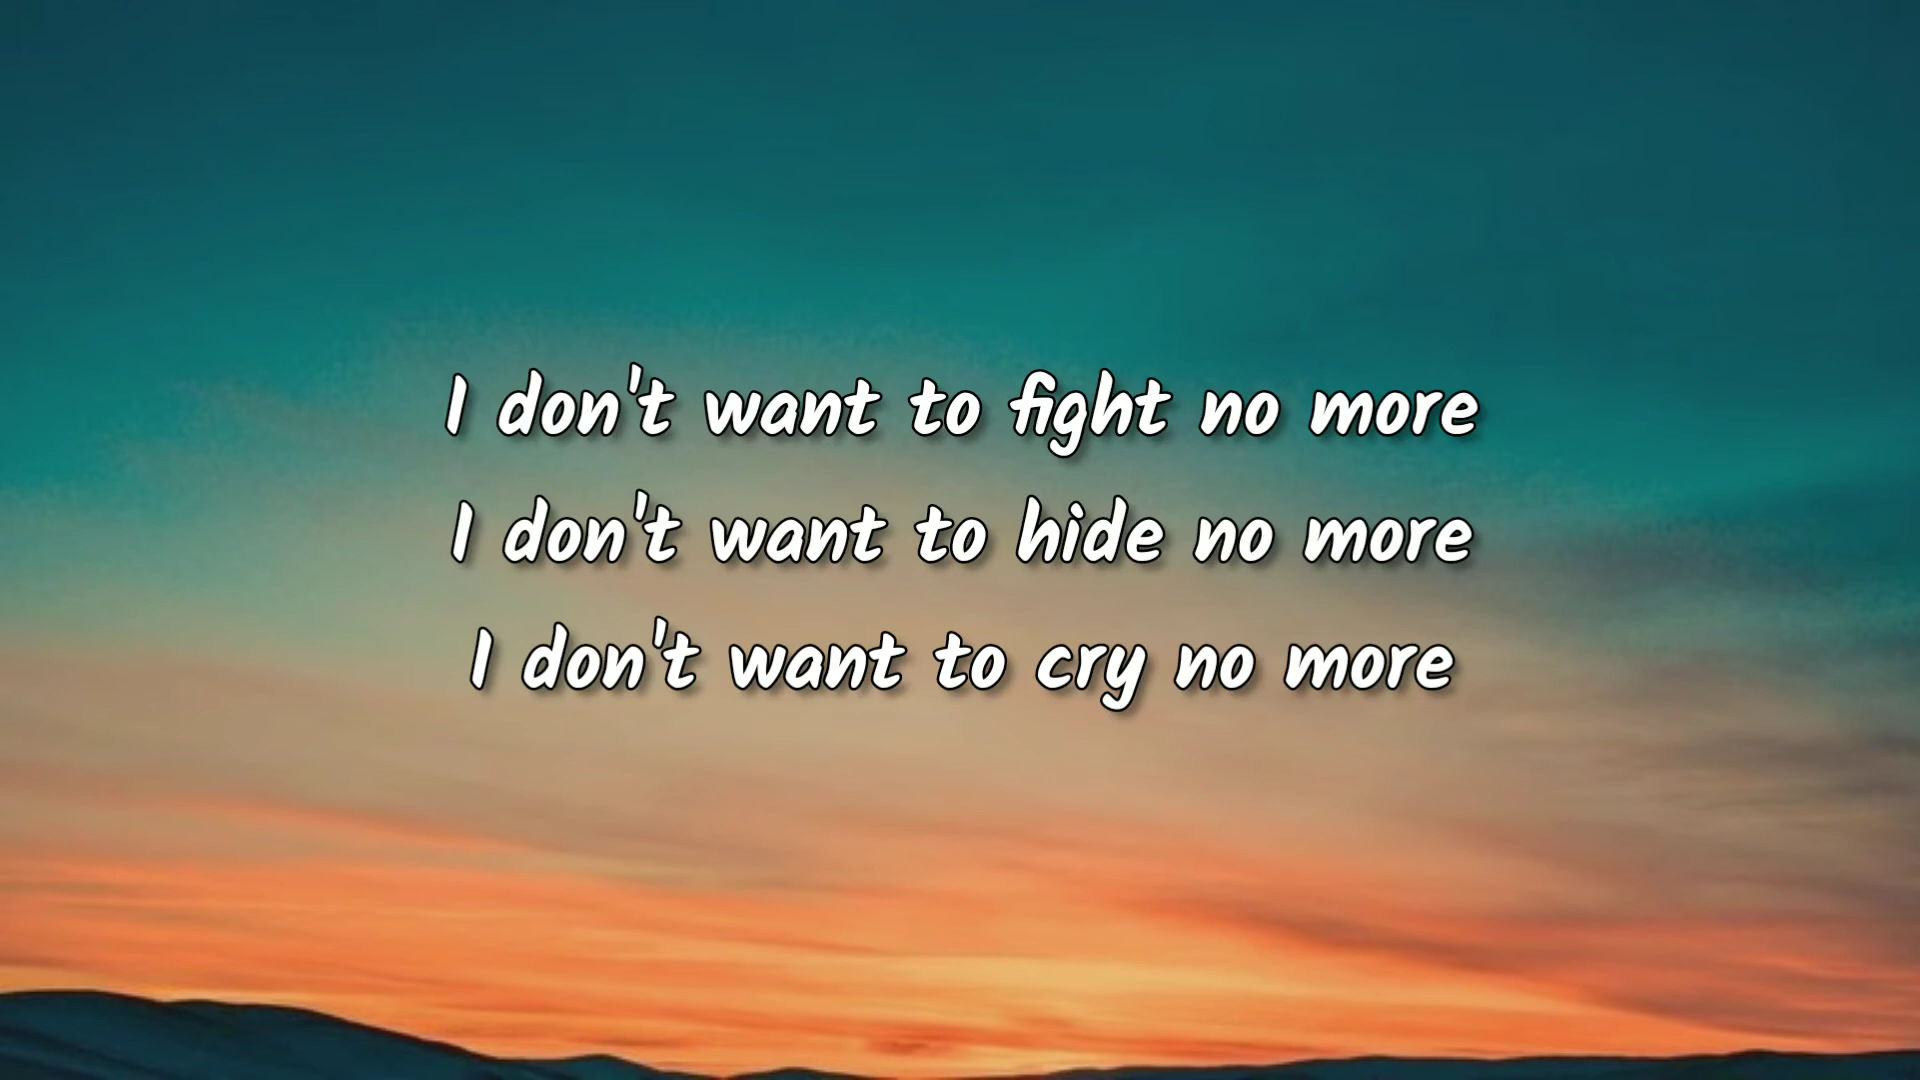 I don't want to fight no more
I don't want to hide no more
I don't want to cry no more